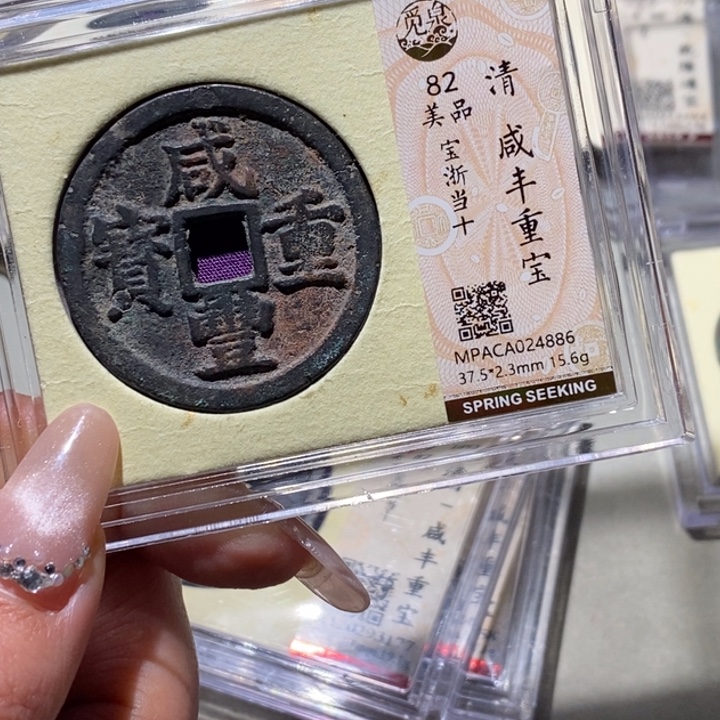 咸
重
寶
豐
觅泉
82
美品
宝浙当十
清
咸丰重宝
MPACA024886
37.5*2.3mm 15.6g
SPRING SEEKING
咸丰重宝